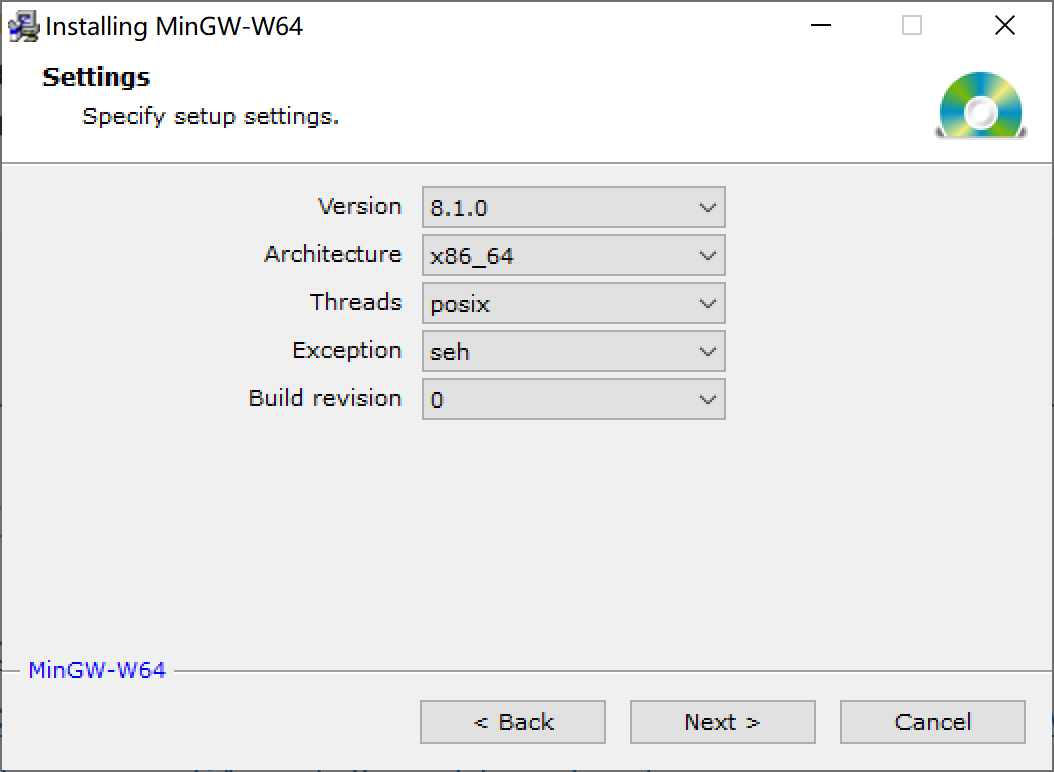 Installing MinGW-W64
Settings
Specify setup settings.
Version 8.1.0
Architecture x86_64
Threads posix
Exception seh
Build revision 0
MinGW-W64
< Back Next > Cancel